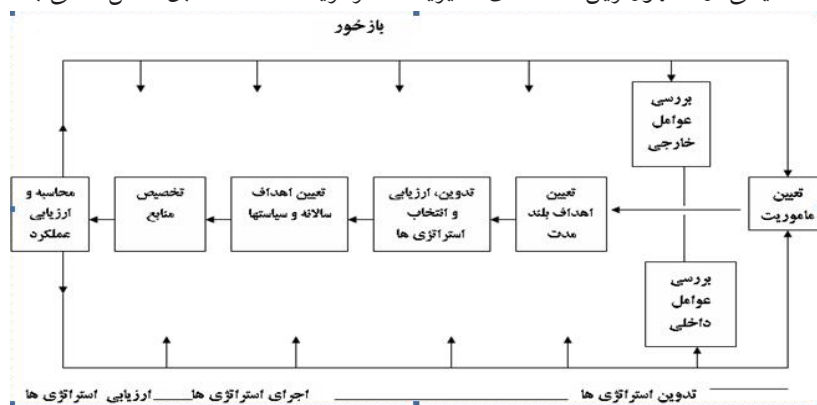 بازخور
بررسی
عوامل
خارجی
تعیین
ماموریت
تعیین
اهداف بلند
مدت
تدوین، ارزیابی
و انتخاب
استراتژی ها
تعیین اهداف
سالانه و سیاستها
تخصیص
منابع
محاسبه و
ارزیابی
عملکرد
بررسی
عوامل
داخلی
تدوین استراتژی ها
اجرای استراتژی ها
ارزیابی استراتژی ها